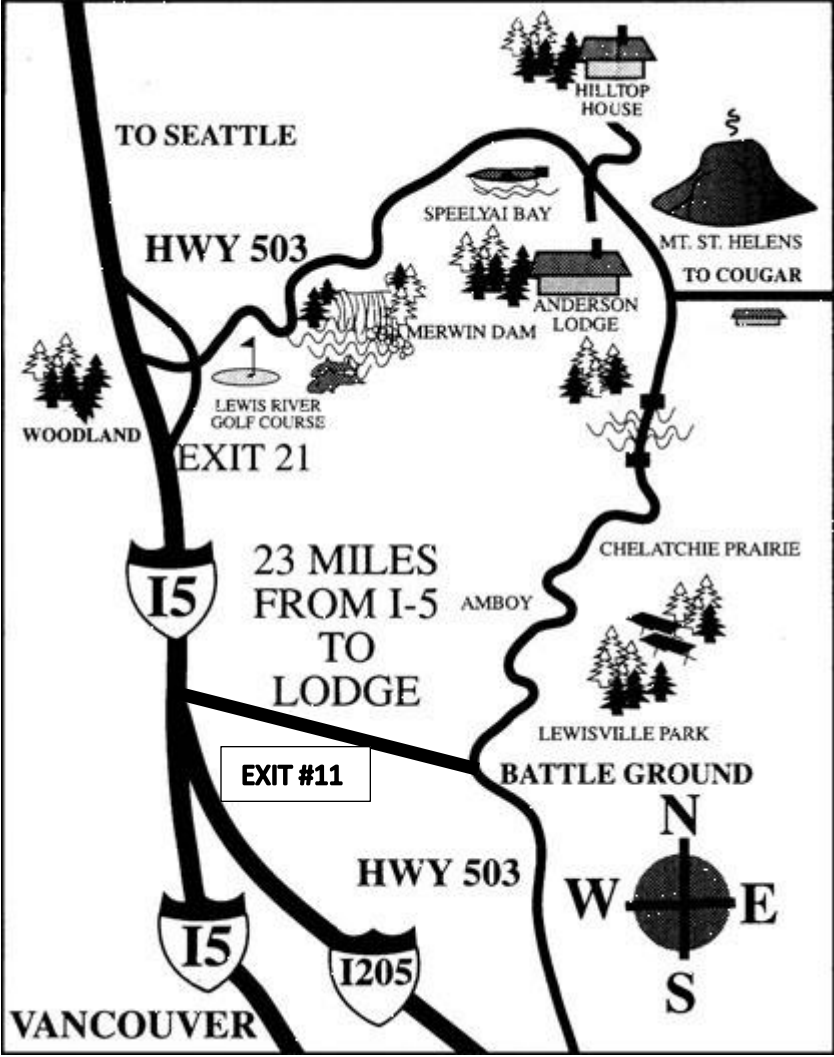 HILLTOP
HOUSE
TO SEATTLE
SPEELYAI BAY
MT. ST. HELENS
HWY 503
TO COUGAR
ANDERSON
LODGE
MERWIN DAM
LEWIS RIVER
GOLF COURSE
WOODLAND
EXIT 21
CHELATCHIE PRAIRIE
I5
23 MILES
FROM I-5
TO
LODGE
AMBOY
LEWISVILLE PARK
EXIT #11
BATTLE GROUND
N
HWY 503
W
E
I5
I205
S
VANCOUVER